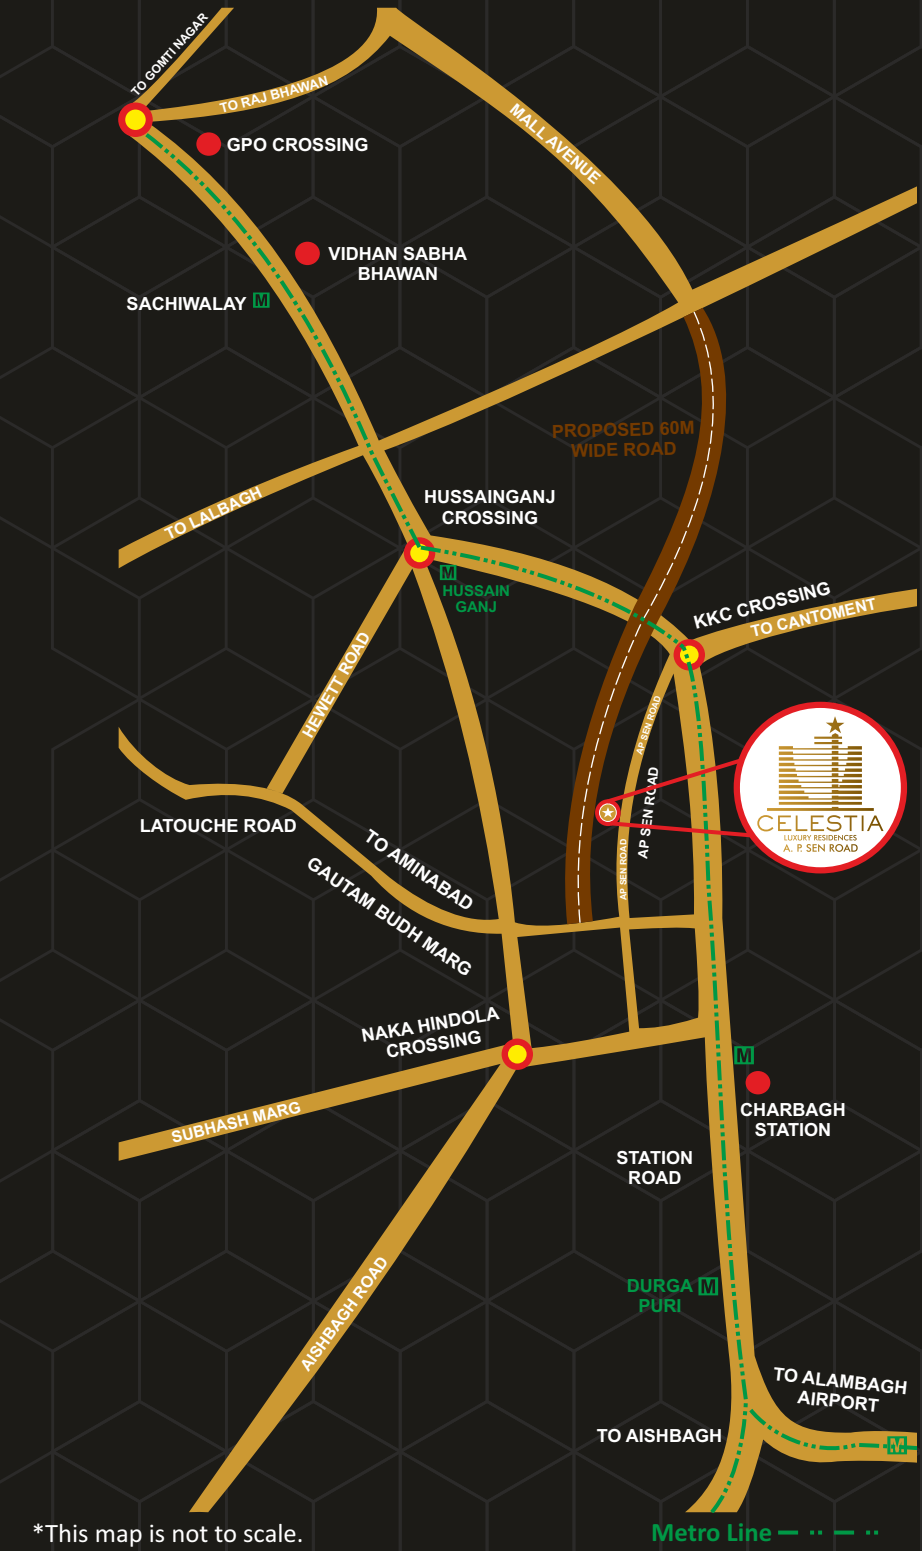 TO GOMTI NAGAR
TO RAJ BHAWAN
GPO CROSSING
MALL AVENUE
VIDHAN SABHA
BHAWAN
SACHIWALAY M
PROPOSED 60M
WIDE ROAD
TO LALBAGH
HUSSAINGANJ
CROSSING
M
HUSSAIN
GANJ
KKC CROSSING
TO CANTOMENT
HEWETT ROAD
AP SEN ROAD
AP SEN ROAD
AP SEN ROAD
CELESTIA
LUXURY RESIDENCES
A. P. SEN ROAD
LATOUCHE ROAD
TO AMINABAD
GAUTAM BUDH MARG
NAKA HINDOLA
CROSSING
M
CHARBAGH
STATION
SUBHASH MARG
STATION
ROAD
AISHBAGH ROAD
DURGA M
PURI
TO ALAMBAGH
AIRPORT
TO AISHBAGH
M
*This map is not to scale.
Metro Line